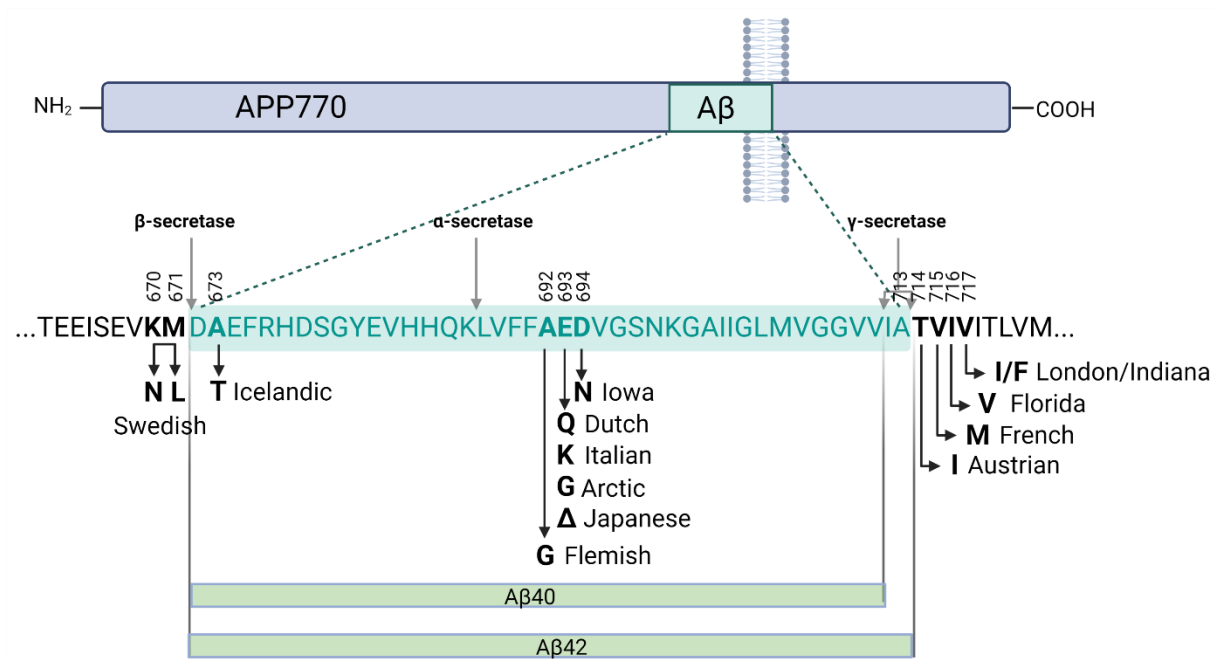 NH₂
APP770
Aβ
COOH
β-secretase
α-secretase
γ-secretase
670
671
673
692
693
694
713
714
715
716
717
...TEEISEVKMDAEFRHDSGYEVHHQKLVFFAEDVGSNKGAIIGLMVGGVVIATVIVITLVM...
N L
Swedish
T Icelandic
N Iowa
Q Dutch
K Italian
G Arctic
Δ Japanese
G Flemish
I/F London/Indiana
V Florida
M French
I Austrian
Aβ40
Aβ42